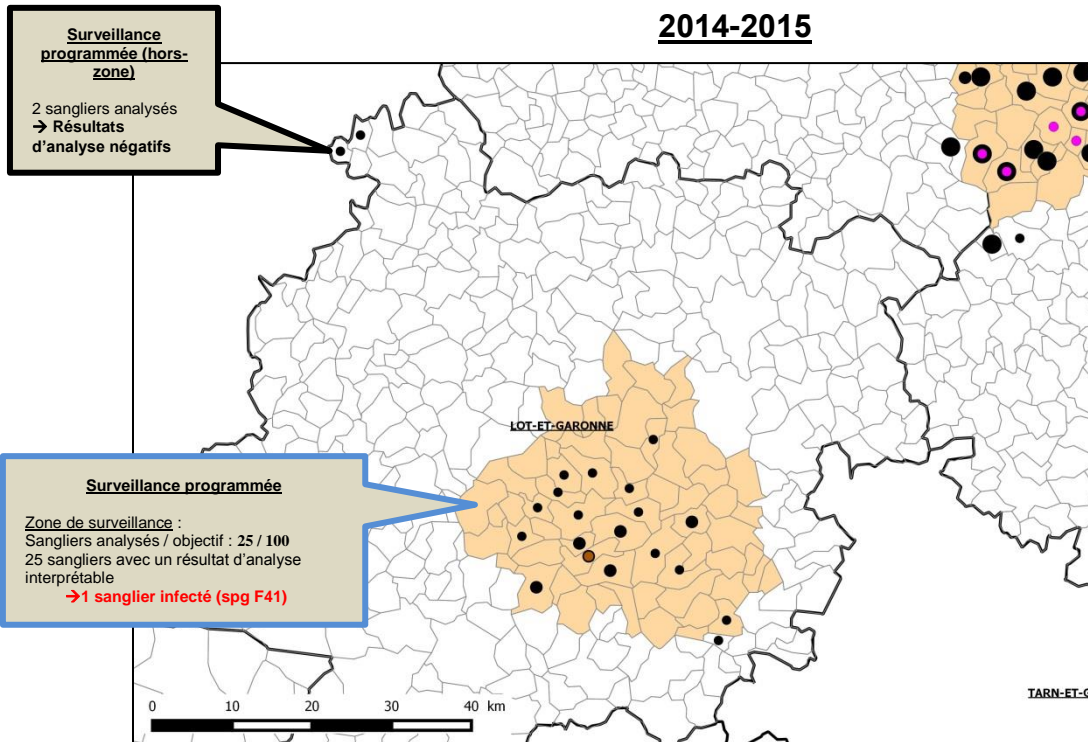 2014-2015
Surveillance
programmée (hors-
zone)
2 sangliers analysés
→ Résultats
d'analyse négatifs
LOT-ET-GARONNE
Surveillance programmée
Zone de surveillance :
Sangliers analysés / objectif : 25 / 100
25 sangliers avec un résultat d'analyse
interprétable
→1 sanglier infecté (spg F41)
TARN-ET-G
0 10 20 30 40 km